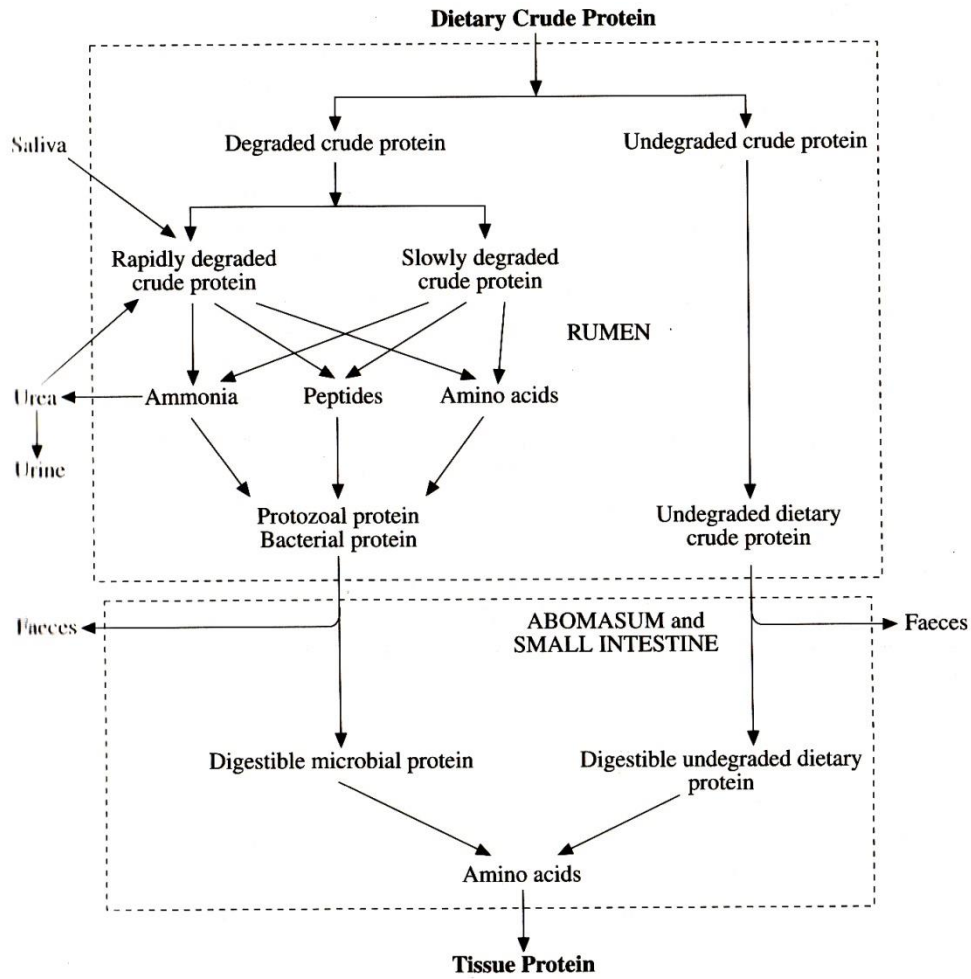 Dietary Crude Protein
Degraded crude protein
Undegraded crude protein
Saliva
Rapidly degraded
crude protein
Slowly degraded
crude protein
RUMEN
Urea
Ammonia
Peptides
Amino acids
Urine
Protozoal protein
Bacterial protein
Undegraded dietary
crude protein
Faeces
ABOMASUM and
SMALL INTESTINE
Faeces
Digestible microbial protein
Digestible undegraded dietary
protein
Amino acids
Tissue Protein